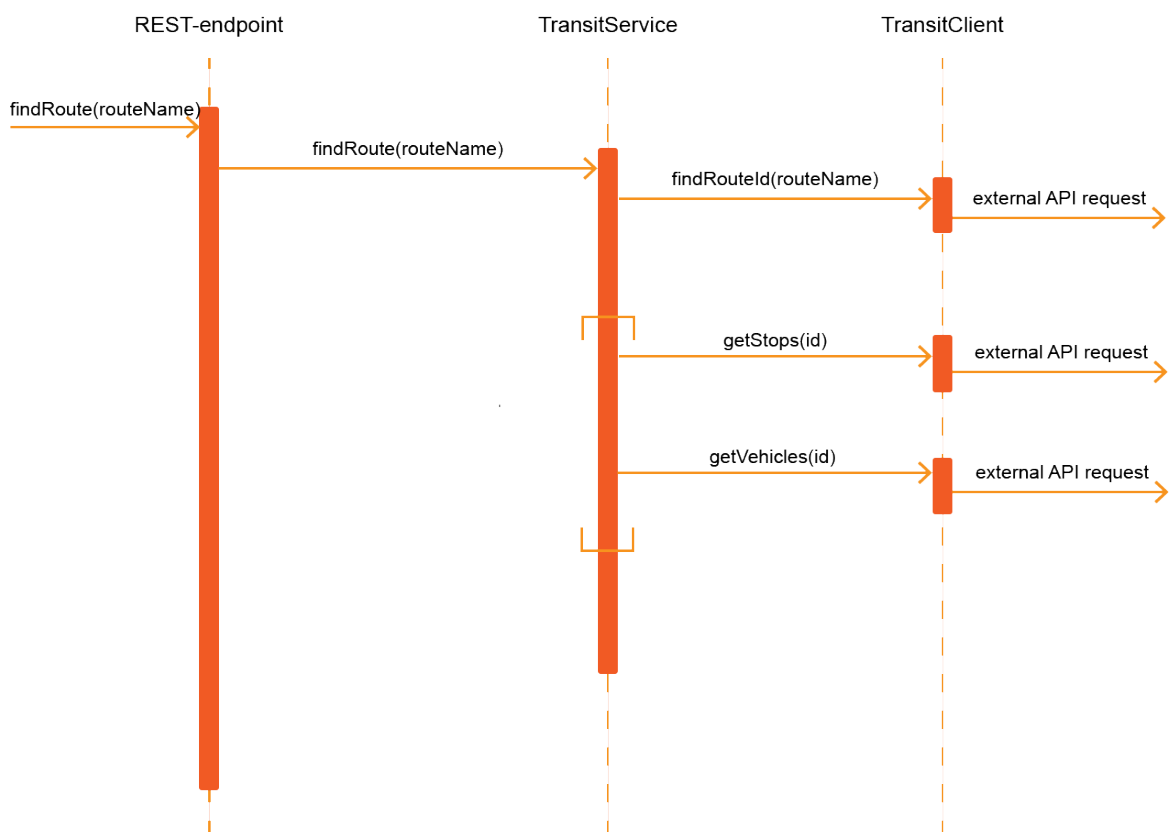 REST-endpoint
TransitService
TransitClient
findRoute(routeName)
findRoute(routeName)
findRouteId(routeName)
external API request
getStops(id)
external API request
getVehicles(id)
external API request